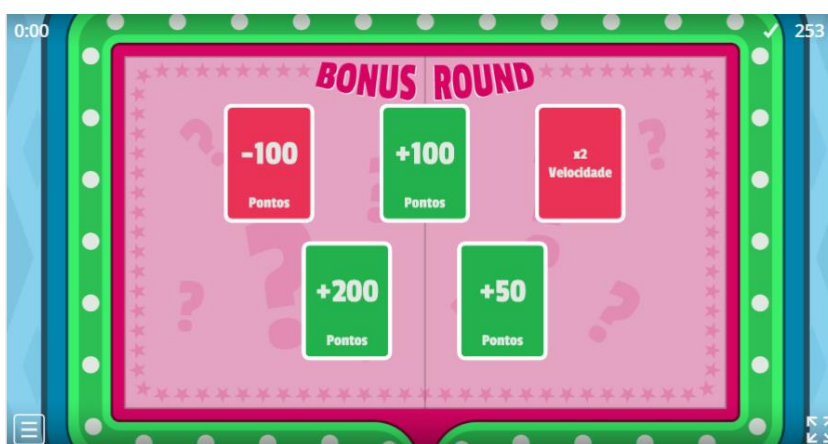 0:00
✓ 253
BONUS ROUND
-100
Pontos
+100
Pontos
x2
Velocidade
+200
Pontos
+50
Pontos